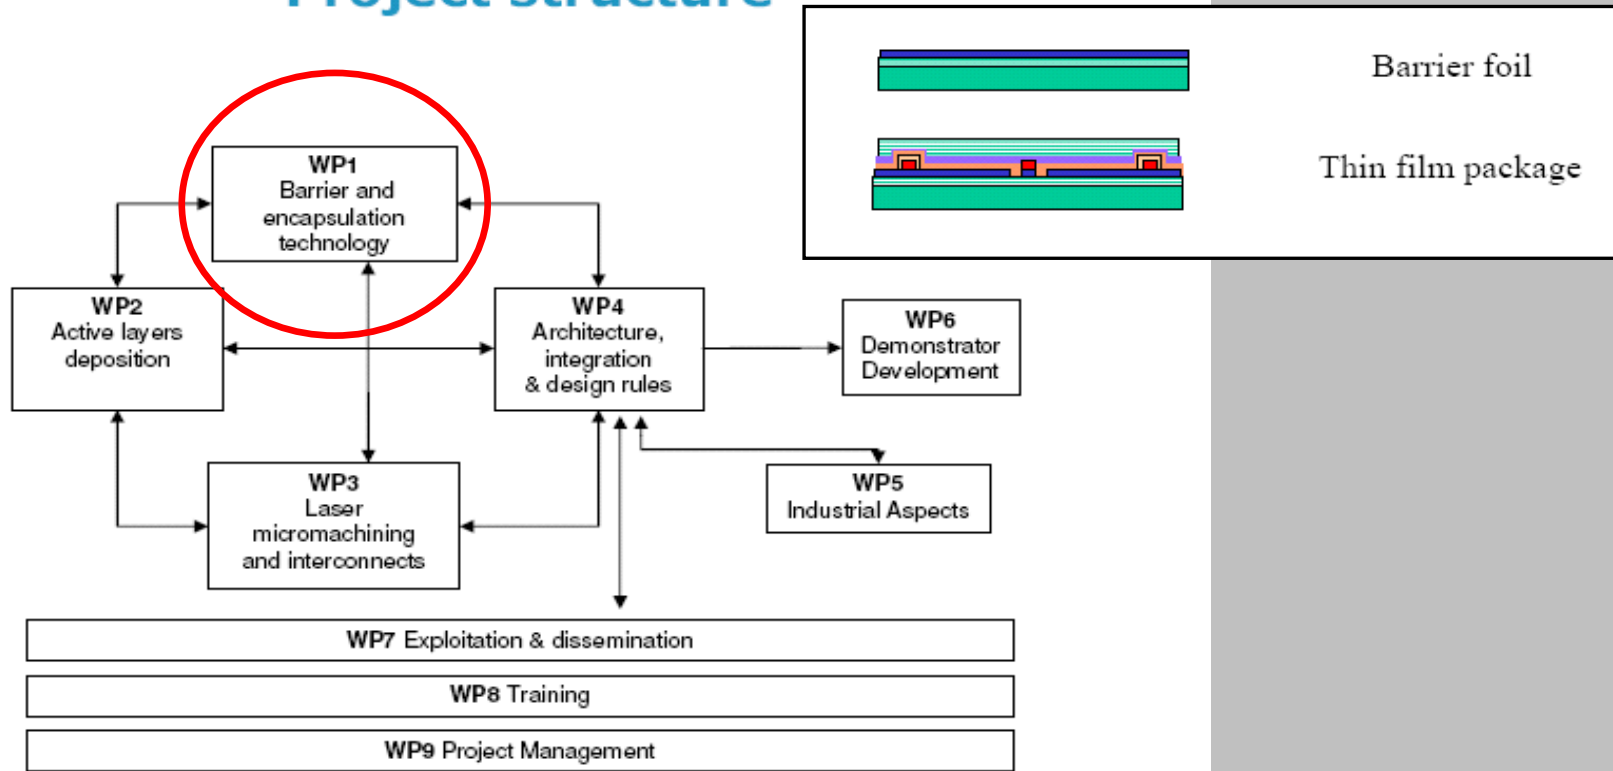 Project structure
Barrier foil
Thin film package
WP1
Barrier and
encapsulation
technology
WP2
Active layers
deposition
WP4
Architecture,
integration
& design rules
WP6
Demonstrator
Development
WP3
Laser
micromachining
and interconnects
WP5
Industrial Aspects
WP7 Exploitation & dissemination
WP8 Training
WP9 Project Management